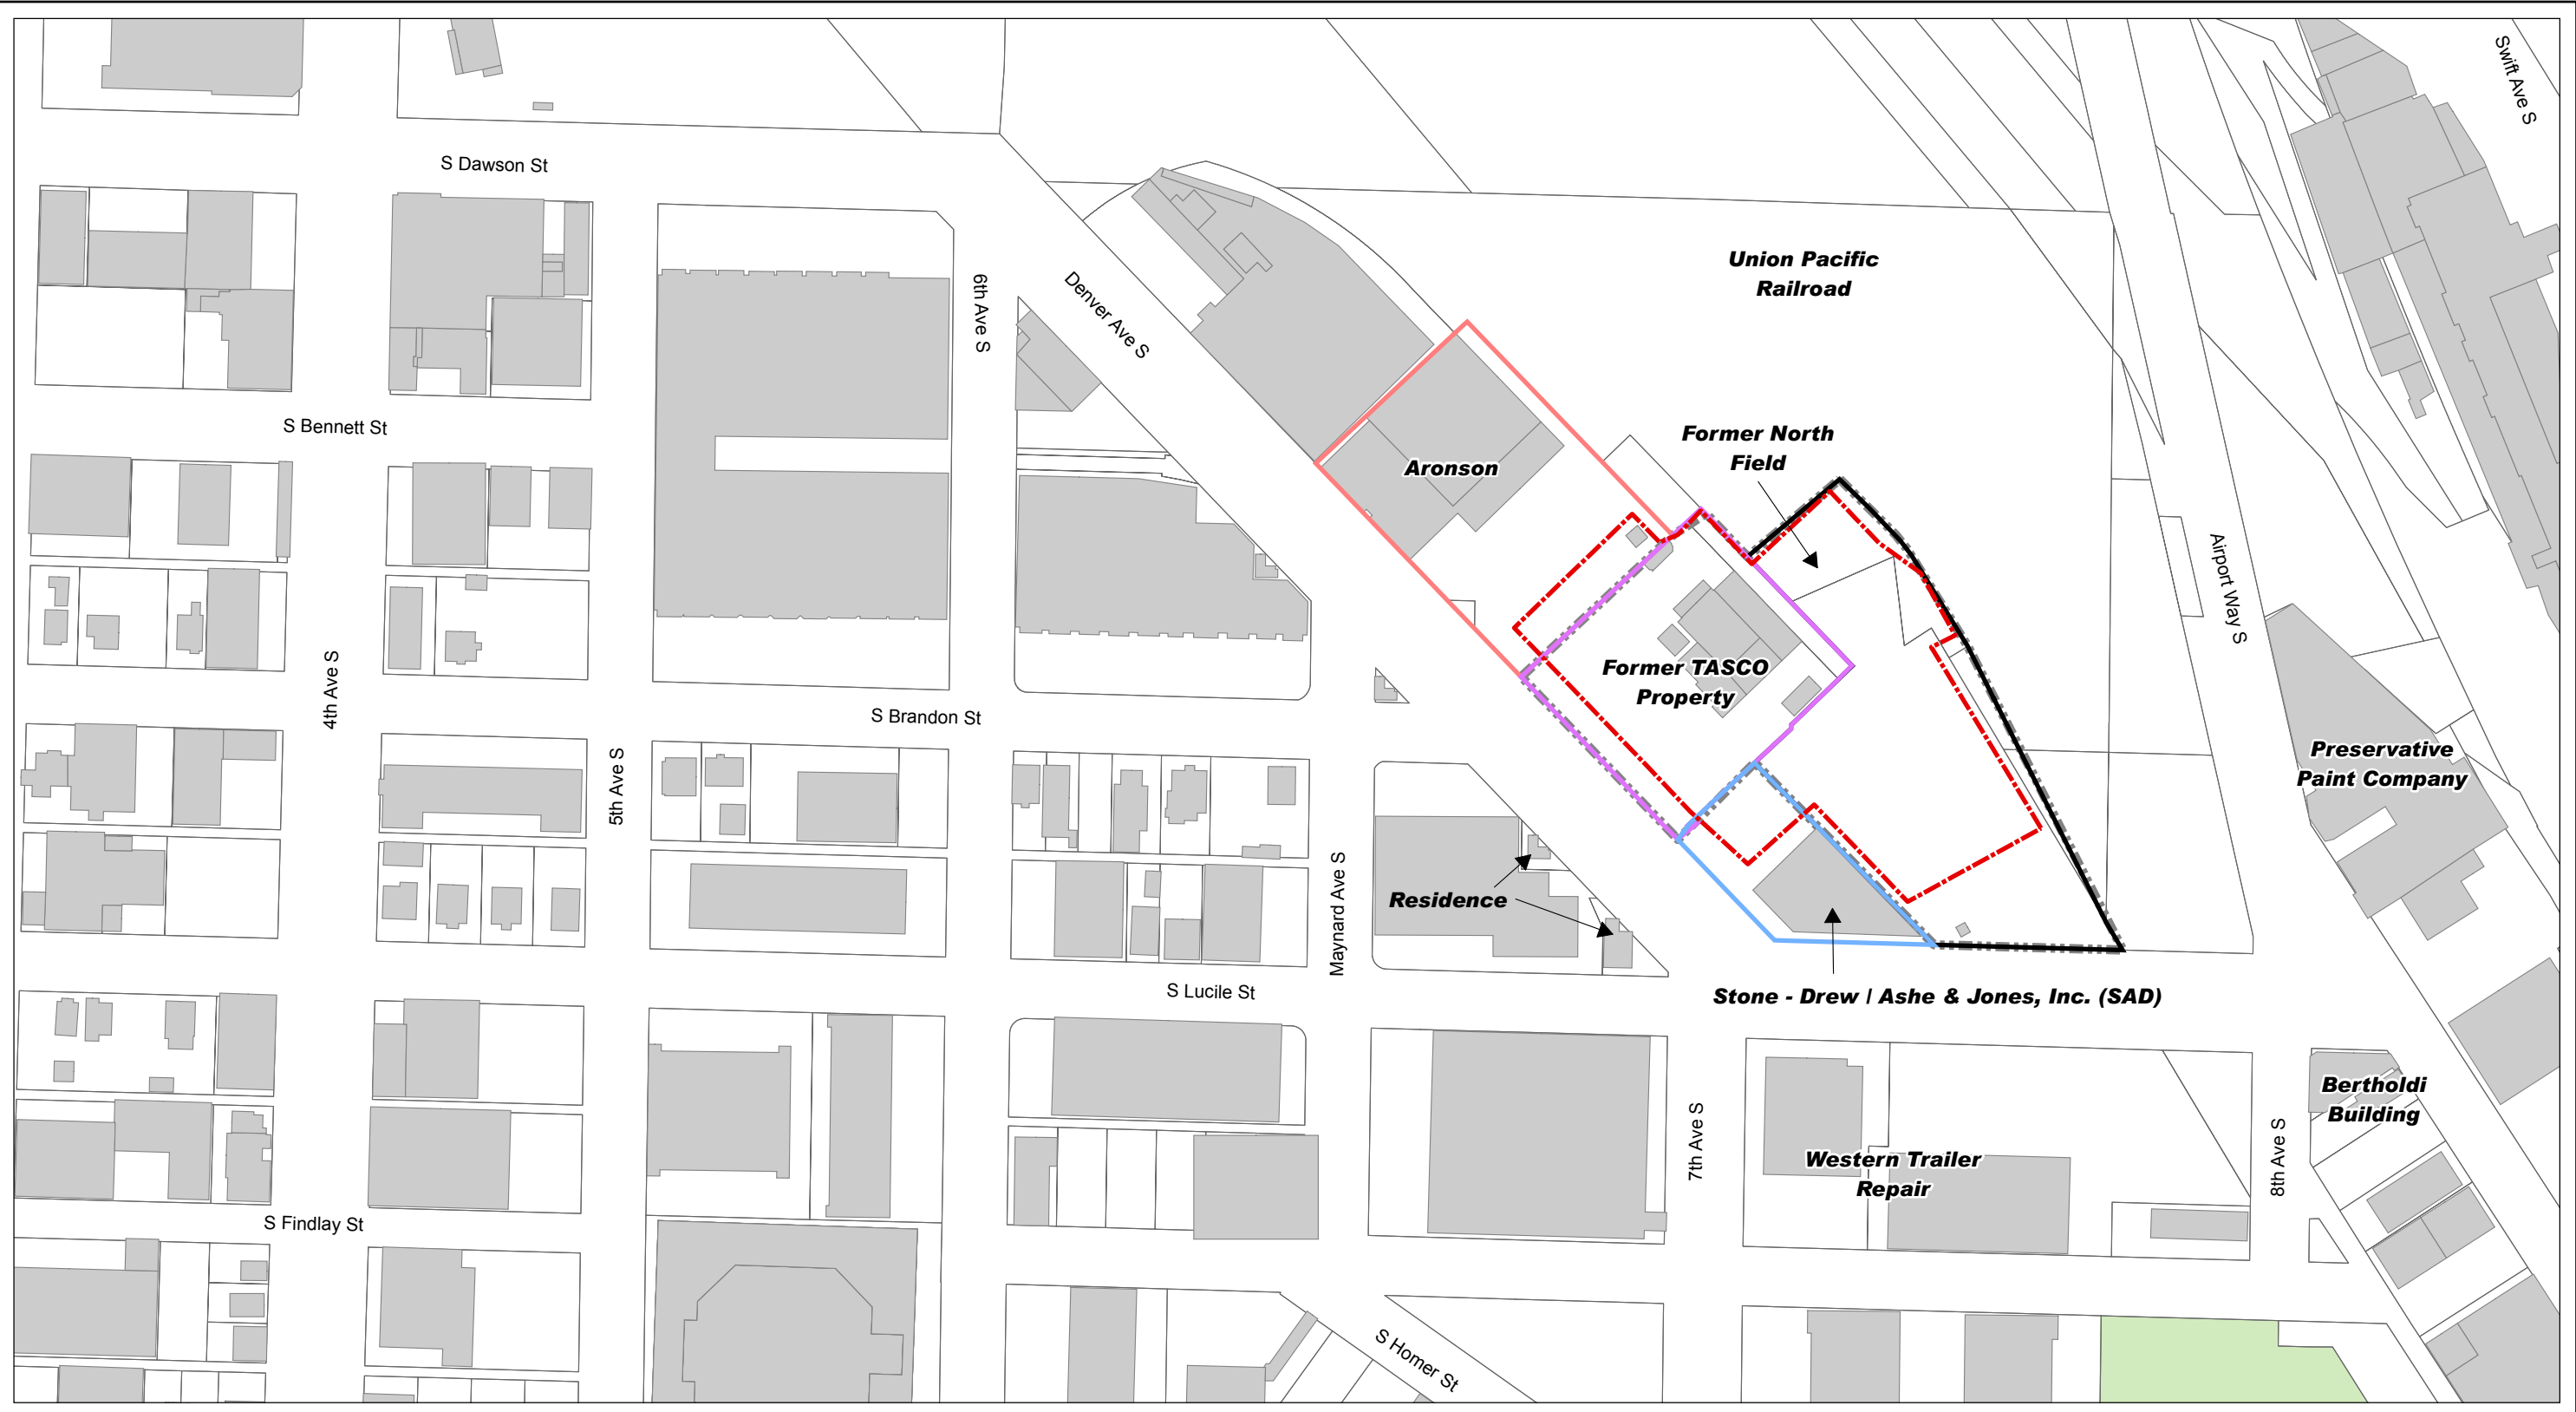 Swift Ave S
S Dawson St
Union Pacific
Railroad
6th Ave S
Denver Ave S
S Bennett St
Former North
Field
Aronson
Airport Way S
4th Ave S
Former TASCO
Property
S Brandon St
5th Ave S
Preservative
Paint Company
Maynard Ave S
Residence
S Lucile St
Stone - Drew / Ashe & Jones, Inc. (SAD)
Bertholdi
Building
7th Ave S
8th Ave S
Western Trailer
Repair
S Findlay St
S Homer St